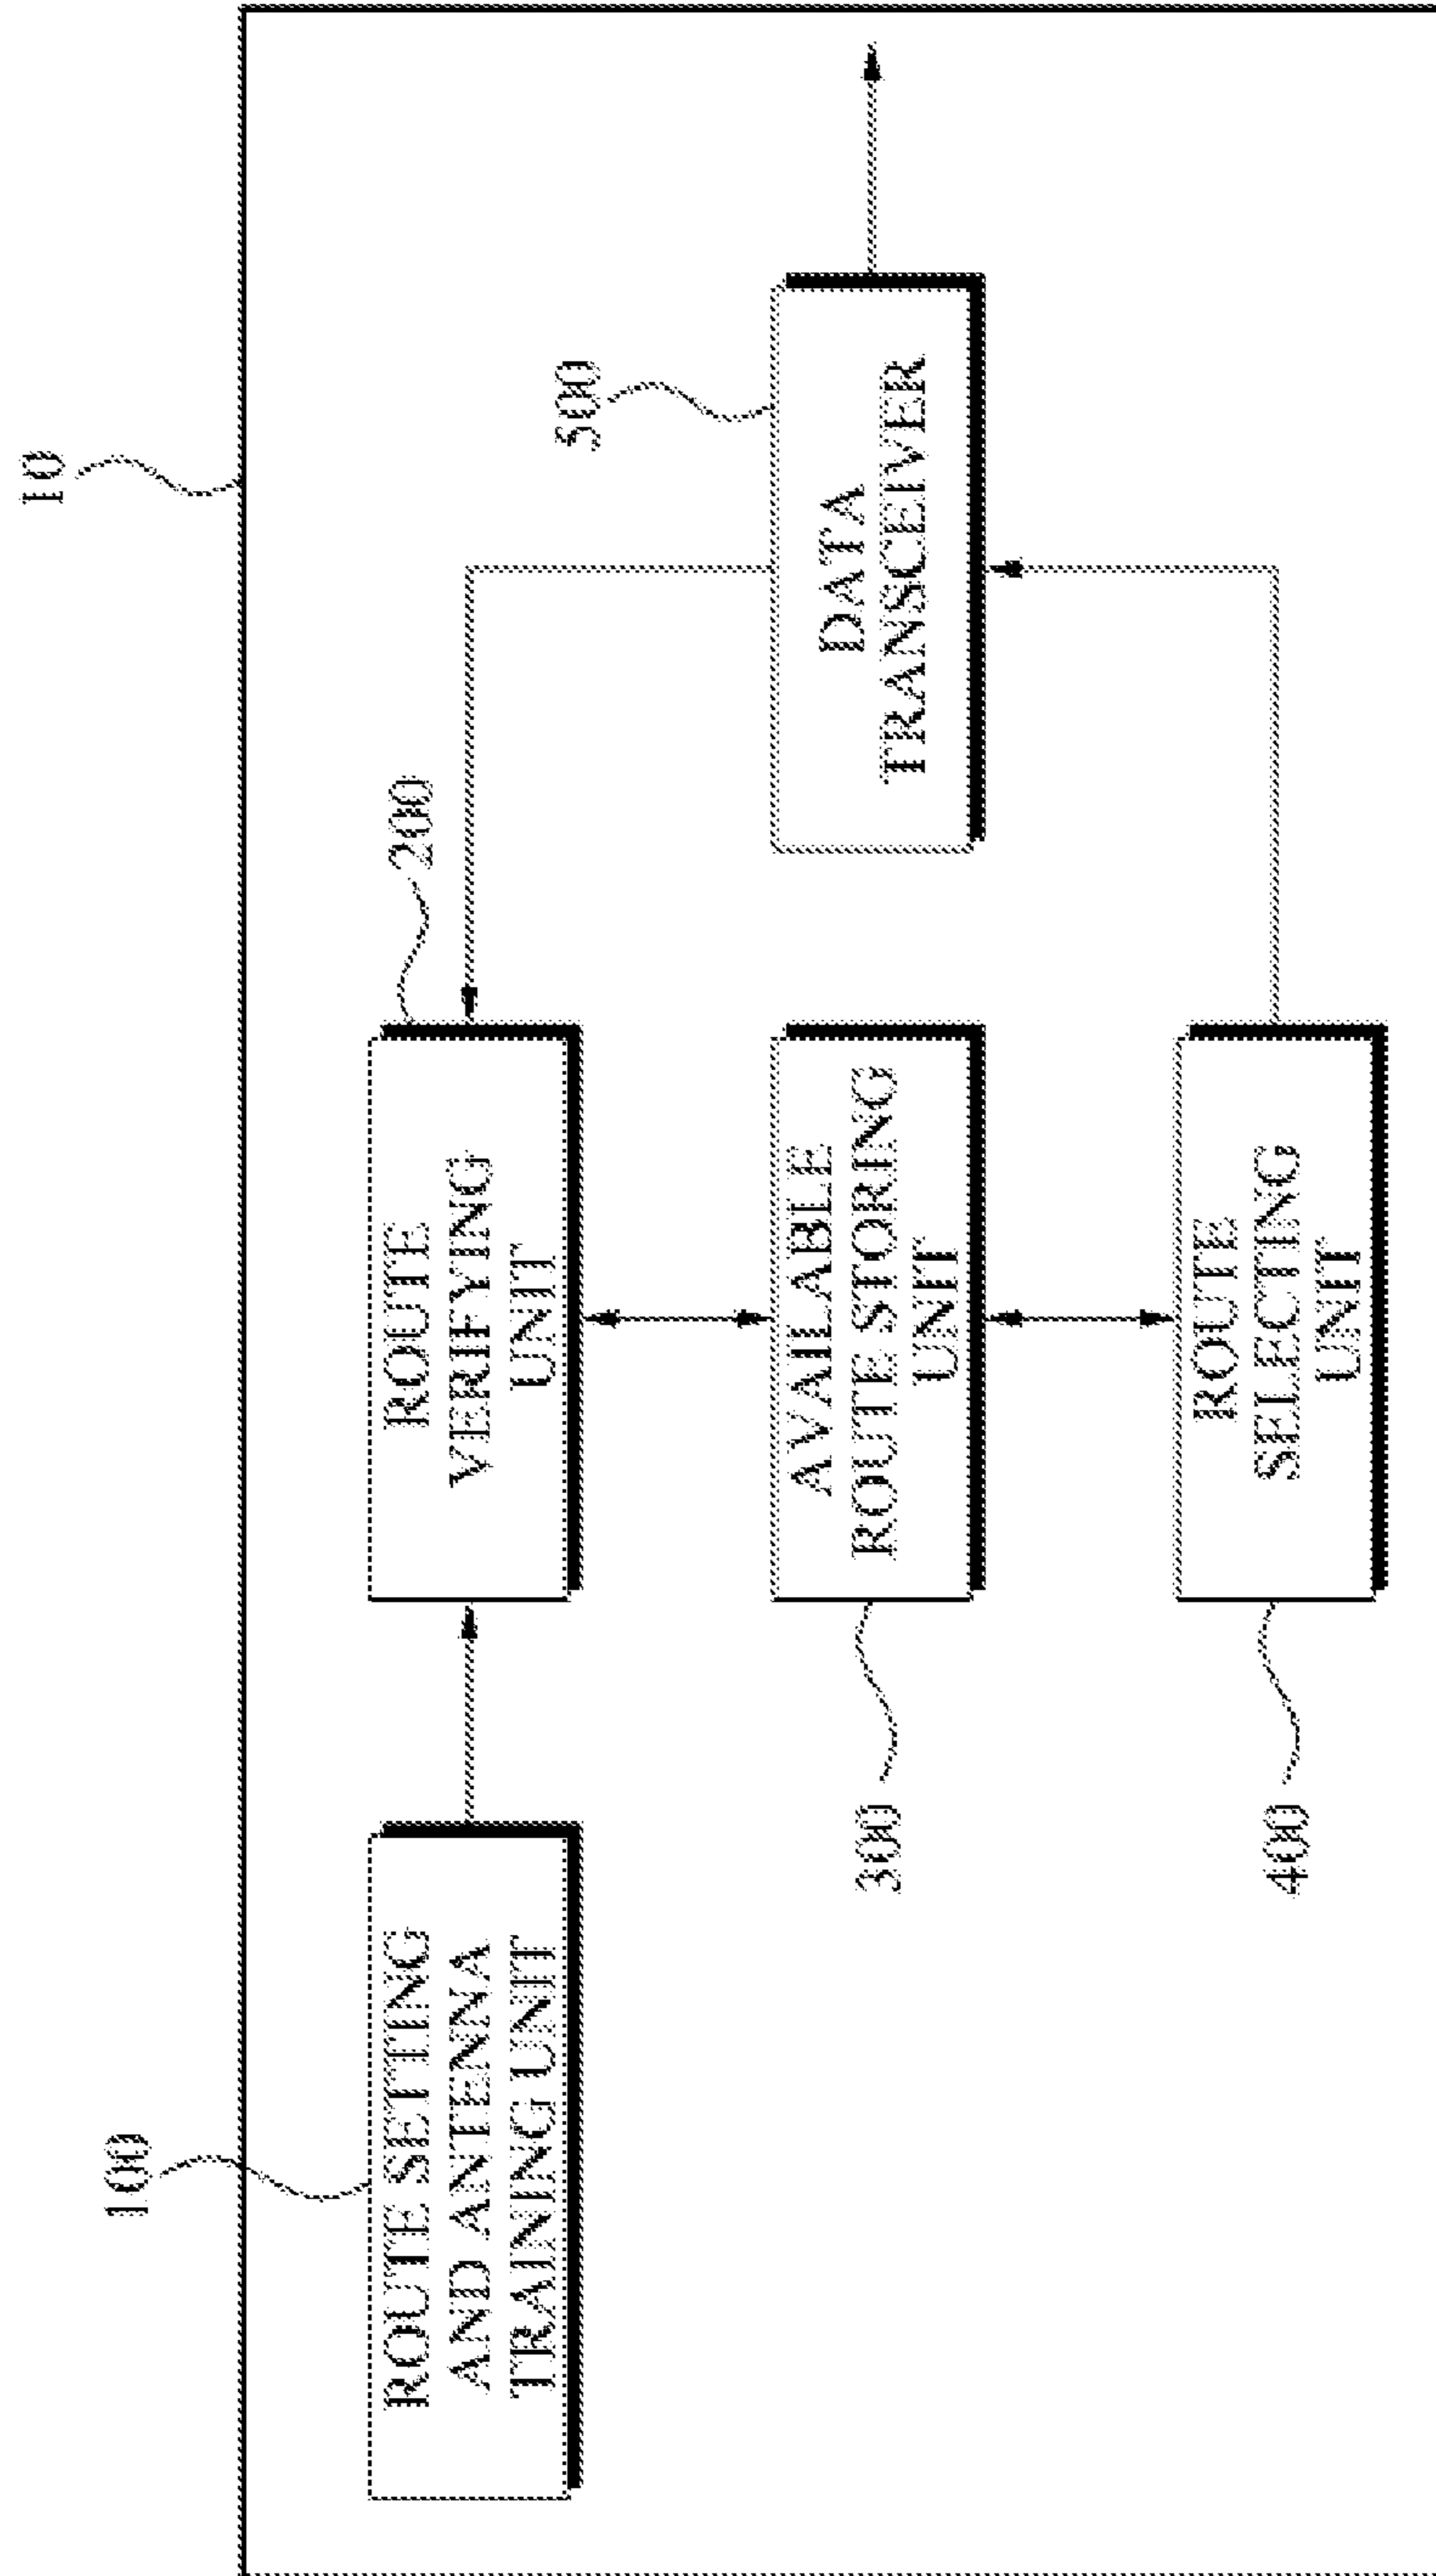 10
100
ROUTE SETTING
AND ANTENNA
TRAINING UNIT
200
ROUTE
VERIFYING
UNIT
300
AVAILABLE
ROUTE STORING
UNIT
400
ROUTE
SELECTING
UNIT
500
DATA
TRANSCEIVER